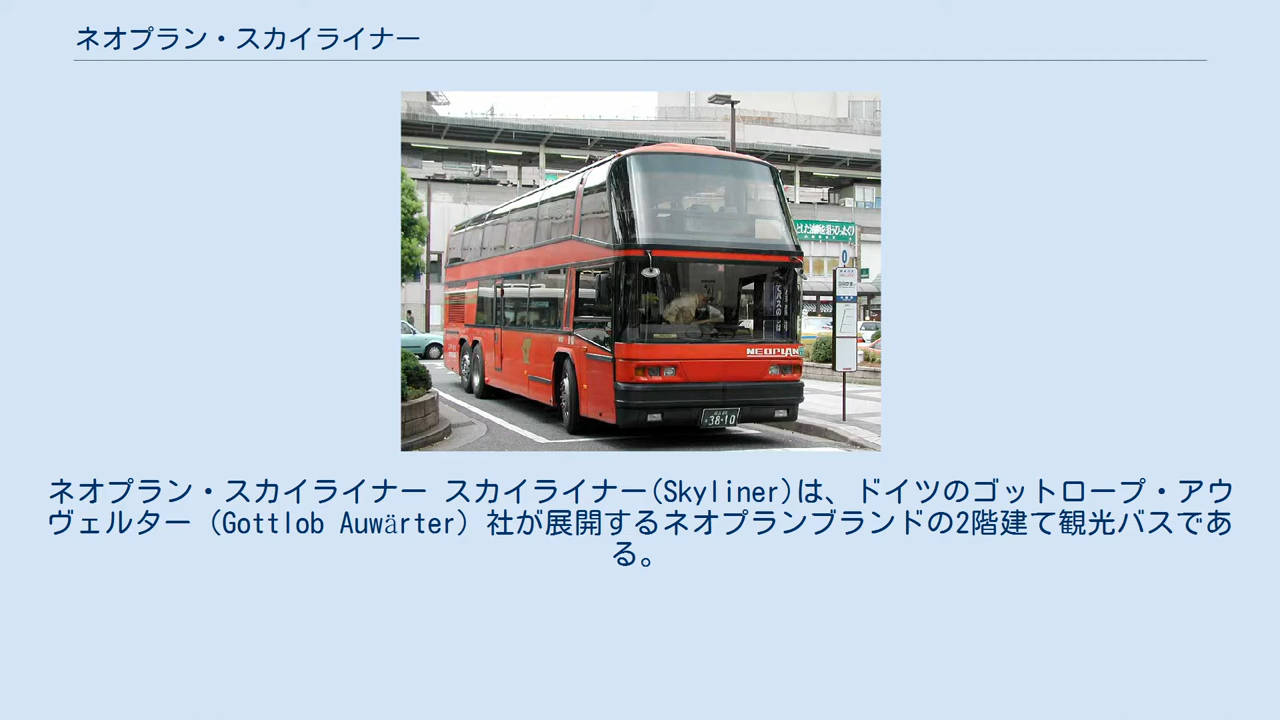 ネオプラン・スカイライナー
NEOPLAN
38-10
ネオプラン・スカイライナー スカイライナー(Skyliner)は、ドイツのゴットロープ・アウ
ヴェルター（Gottlob Auwärter）社が展開するネオプランブランドの2階建て観光バスであ
る。